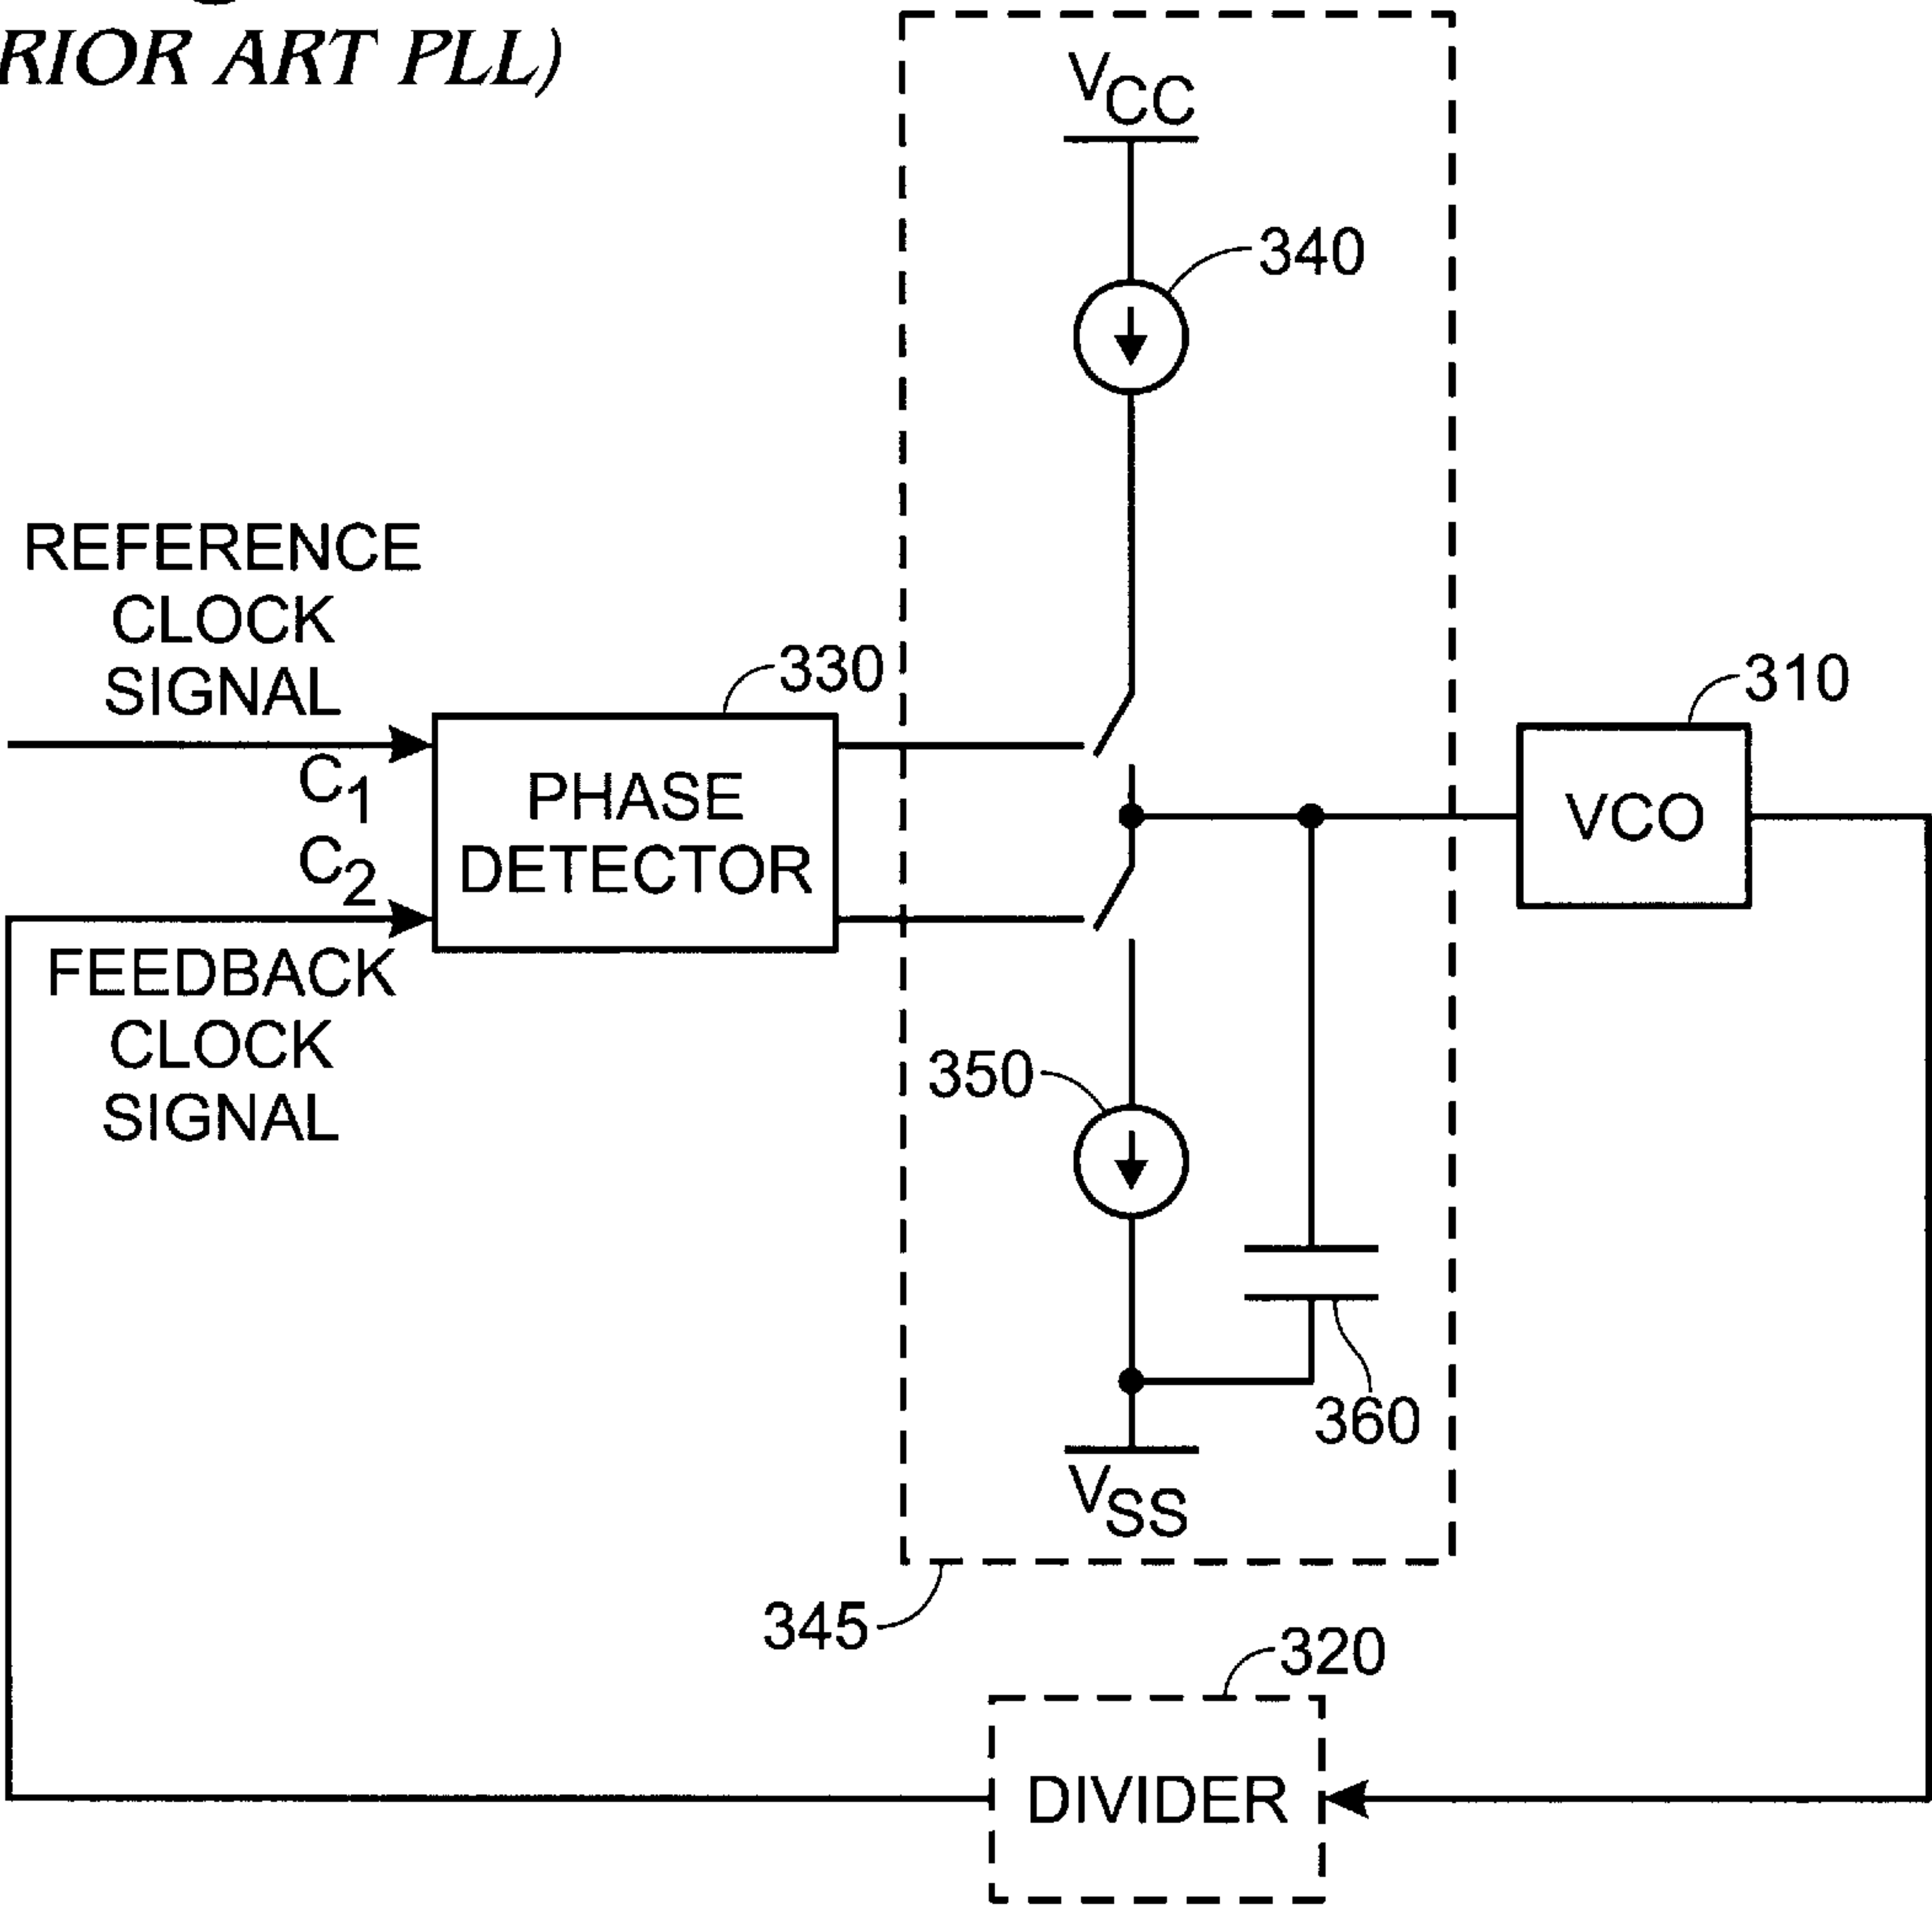 RIOR ART PLL)
VCC
340
REFERENCE
CLOCK
SIGNAL
330
310
C1
PHASE
DETECTOR
VCO
C2
FEEDBACK
CLOCK
SIGNAL
350
360
VSS
345
320
DIVIDER